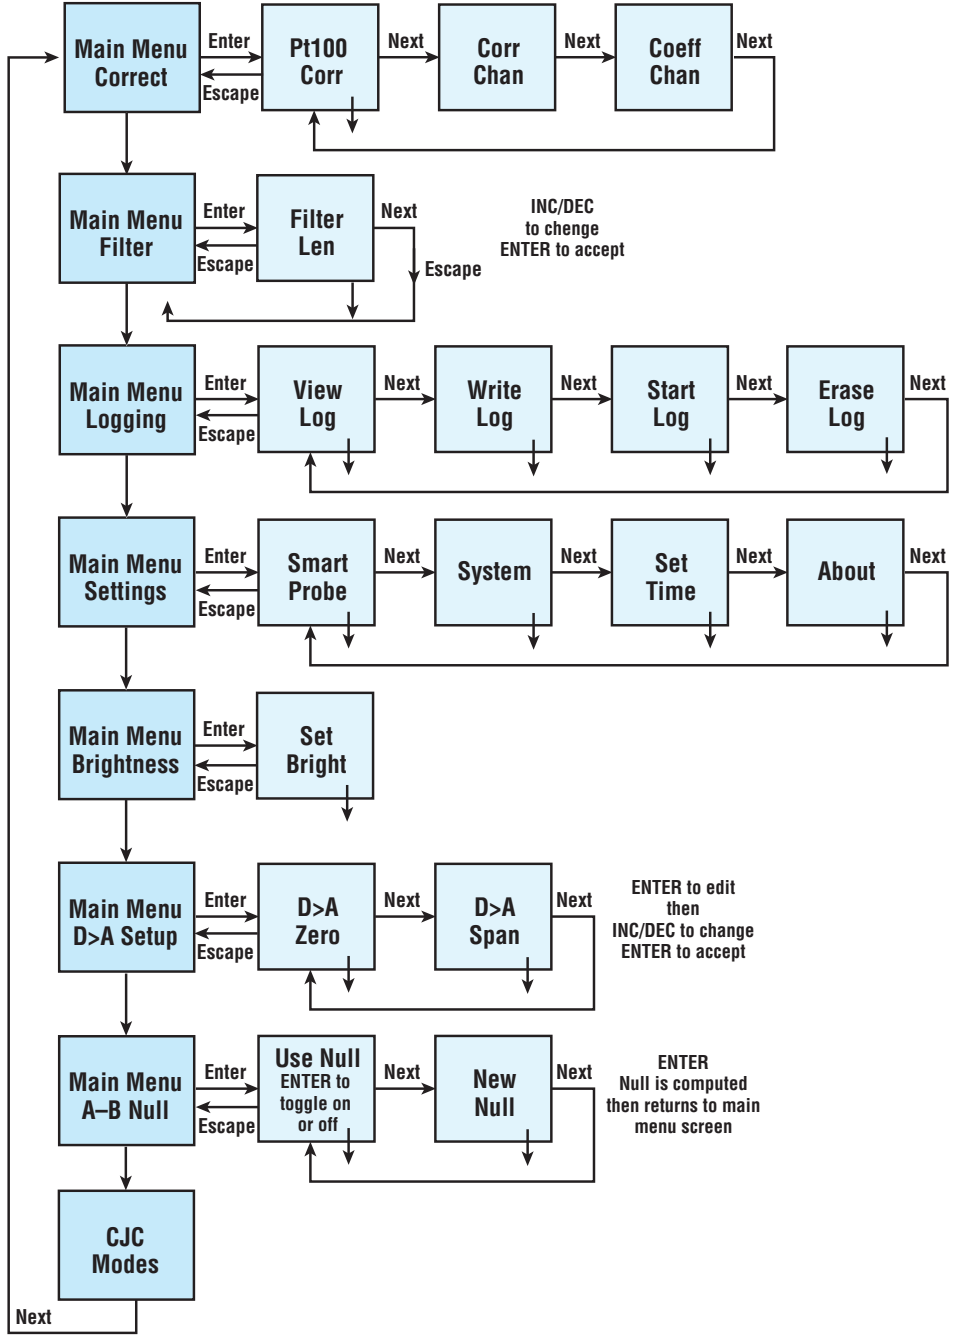 Main Menu
Correct
Enter
Escape
Pt100
Corr
Next
Corr
Chan
Next
Coeff
Chan
Next
Main Menu
Filter
Enter
Escape
Filter
Len
Next
Escape
INC/DEC
to change
ENTER to accept
Main Menu
Logging
Enter
Escape
View
Log
Next
Write
Log
Next
Start
Log
Next
Erase
Log
Next
Main Menu
Settings
Enter
Escape
Smart
Probe
Next
System
Next
Set
Time
Next
About
Next
Main Menu
Brightness
Enter
Escape
Set
Bright
Main Menu
D>A Setup
Enter
Escape
D>A
Zero
Next
D>A
Span
Next
ENTER to edit
then
INC/DEC to change
ENTER to accept
Main Menu
A–B Null
Enter
Escape
Use Null
ENTER to
toggle on
or off
Next
New
Null
Next
ENTER
Null is computed
then returns to main
menu screen
CJC
Modes
Next